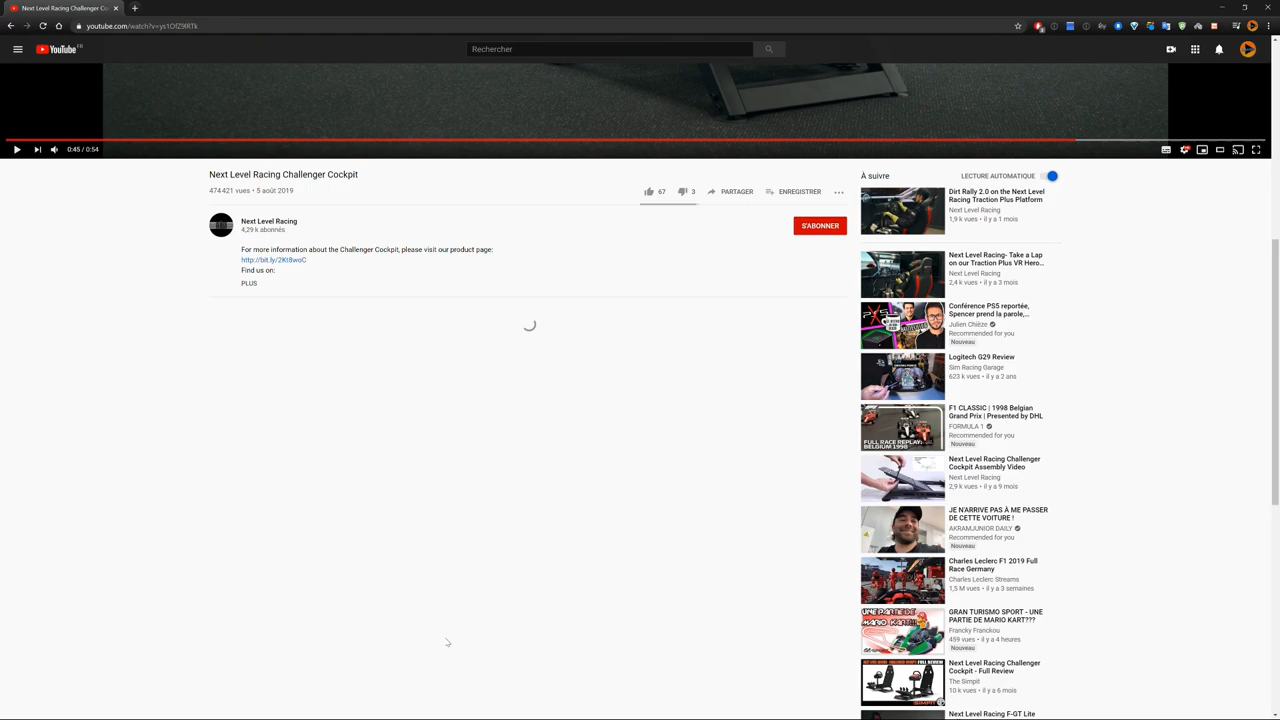 Next Level Racing Challenger Co
youtube.com/watch?v=ys1OfZ9IRTk
YouTube FR
Rechercher
0:45 / 0:54
Next Level Racing Challenger Cockpit
474 421 vues • 5 août 2019
67
3
PARTAGER
ENREGISTRER
Next Level Racing
4,29 k abonnés
S'ABONNER
For more information about the Challenger Cockpit, please visit our product page:
http://bit.ly/2Kt8woC
Find us on:
PLUS
À suivre
LECTURE AUTOMATIQUE
Dirt Rally 2.0 on the Next Level
Racing Traction Plus Platform
Next Level Racing
1,9 k vues • il y a 1 mois
Next Level Racing- Take a Lap
on our Traction Plus VR Hero...
Next Level Racing
2,4 k vues • il y a 3 mois
Conférence PS5 reportée,
Spencer prend la parole,...
Julien Chièze
Recommended for you
Nouveau
Logitech G29 Review
Sim Racing Garage
623 k vues • il y a 2 ans
FULL RACE REPLAY:
BELGIUM 1998
F1 CLASSIC | 1998 Belgian
Grand Prix | Presented by DHL
FORMULA 1
Recommended for you
Nouveau
Next Level Racing Challenger
Cockpit Assembly Video
Next Level Racing
2,9 k vues • il y a 9 mois
JE N'ARRIVE PAS À ME PASSER
DE CETTE VOITURE !
AKRAMJUNIOR DAILY
Recommended for you
Nouveau
Charles Leclerc F1 2019 Full
Race Germany
Charles Leclerc Streams
1,5 M vues • il y a 3 semaines
UNE PARTIE DE
MARIO KART???
GRAN TURISMO SPORT - UNE
PARTIE DE MARIO KART???
Francky Franckou
459 vues • il y a 4 heures
Nouveau
FULL REVIEW
SIMPIT
Next Level Racing Challenger
Cockpit - Full Review
The Simpit
10 k vues • il y a 6 mois
Next Level Racing F-GT Lite